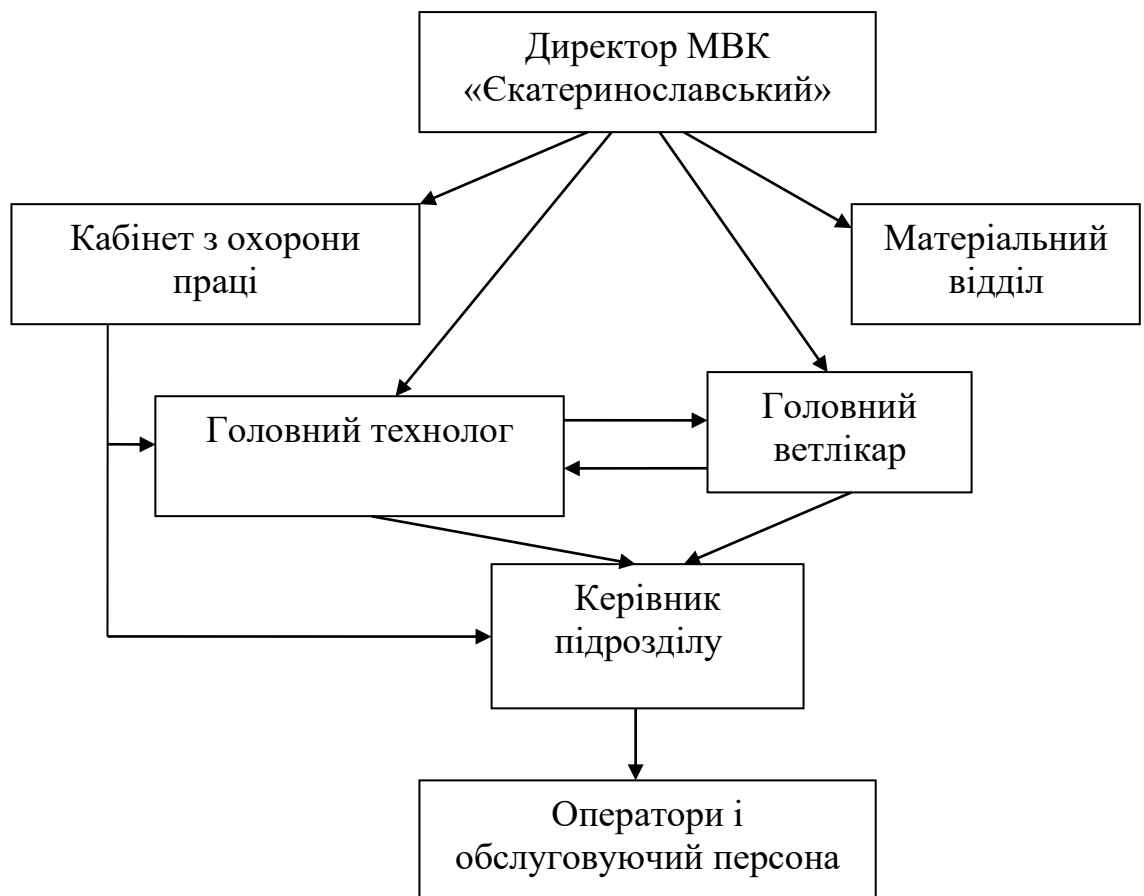 Директор МВК
«Єкатеринославський»
Кабінет з охорони
праці
Матеріальний
відділ
Головний технолог
Головний
ветлікар
Керівник
підрозділу
Оператори і
обслуговуючий персона